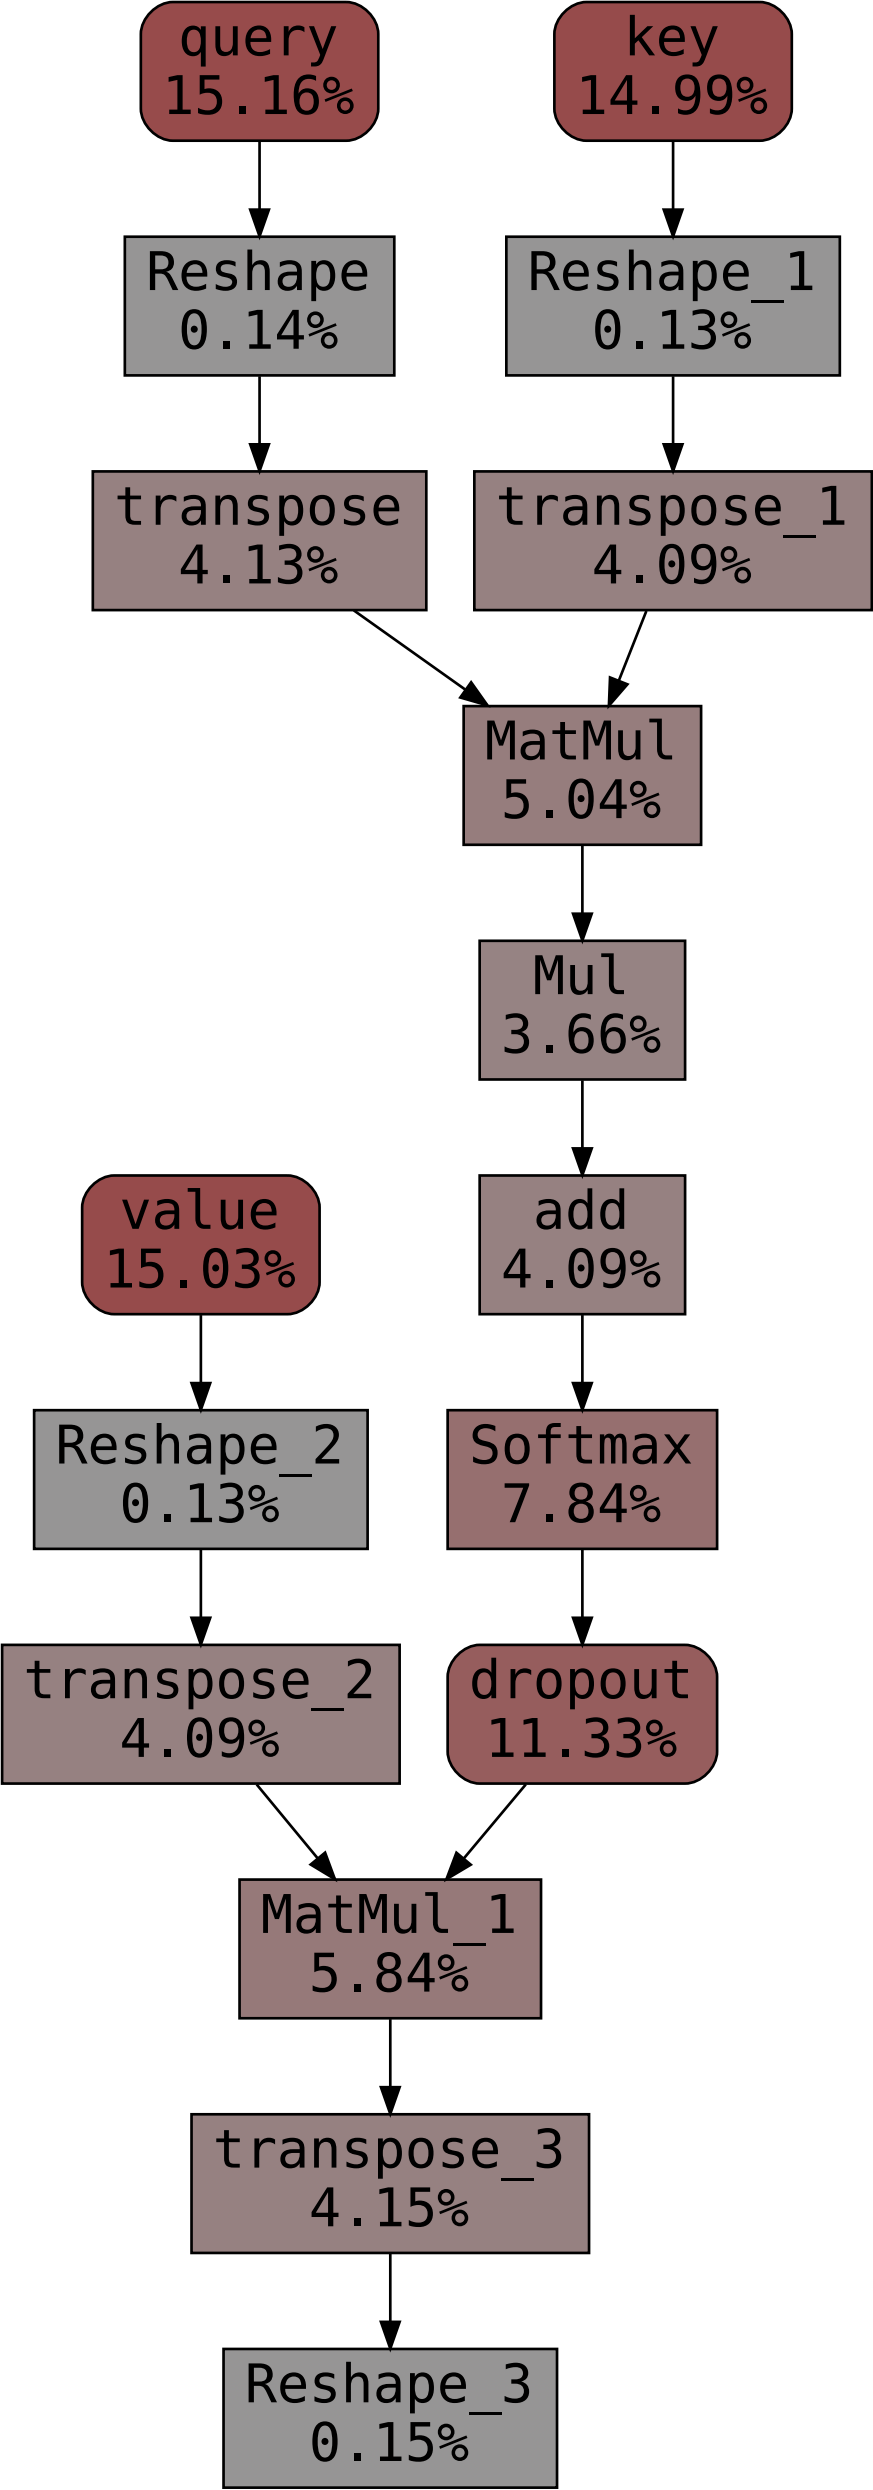 query
15.16%
key
14.99%
Reshape
0.14%
Reshape_1
0.13%
transpose
4.13%
transpose_1
4.09%
MatMul
5.04%
Mul
3.66%
value
15.03%
add
4.09%
Reshape_2
0.13%
Softmax
7.84%
transpose_2
4.09%
dropout
11.33%
MatMul_1
5.84%
transpose_3
4.15%
Reshape_3
0.15%